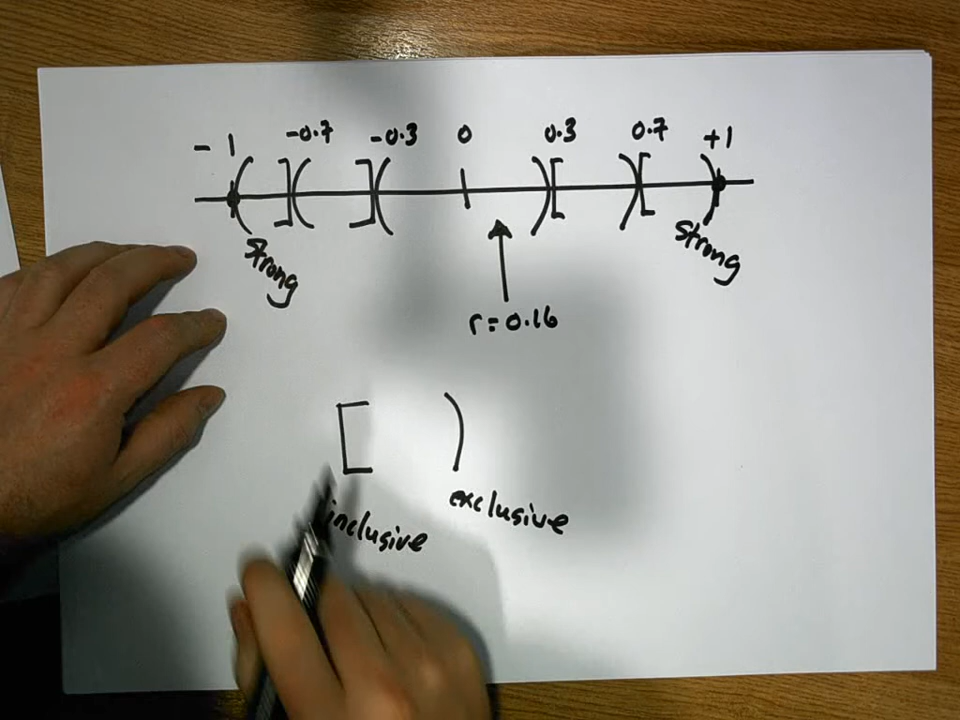 - 1 -0.7 -0.3 0 0.3 0.7 +1
strong strong
r=0.16
[ )
inclusive exclusive